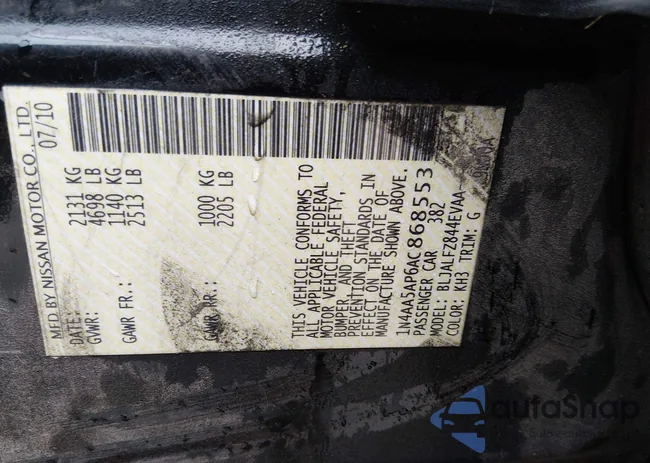 MFD BY NISSAN MOTOR CO., LTD.
DATE: 07/10
GVWR: 2131 KG
4698 LB
GAWR FR.: 1140 KG
2513 LB
GAWR RR.: 1000 KG
2205 LB
THIS VEHICLE CONFORMS TO
ALL APPLICABLE FEDERAL
MOTOR VEHICLE SAFETY,
BUMPER, AND THEFT
PREVENTION STANDARDS IN
EFFECT ON THE DATE OF
MANUFACTURE SHOWN ABOVE.
1N4AA5AP6AC868553
PASSENGER CAR 382
MODEL: BLJALFZ844EVAA
COLOR: KH3 TRIM: G
autoSnap